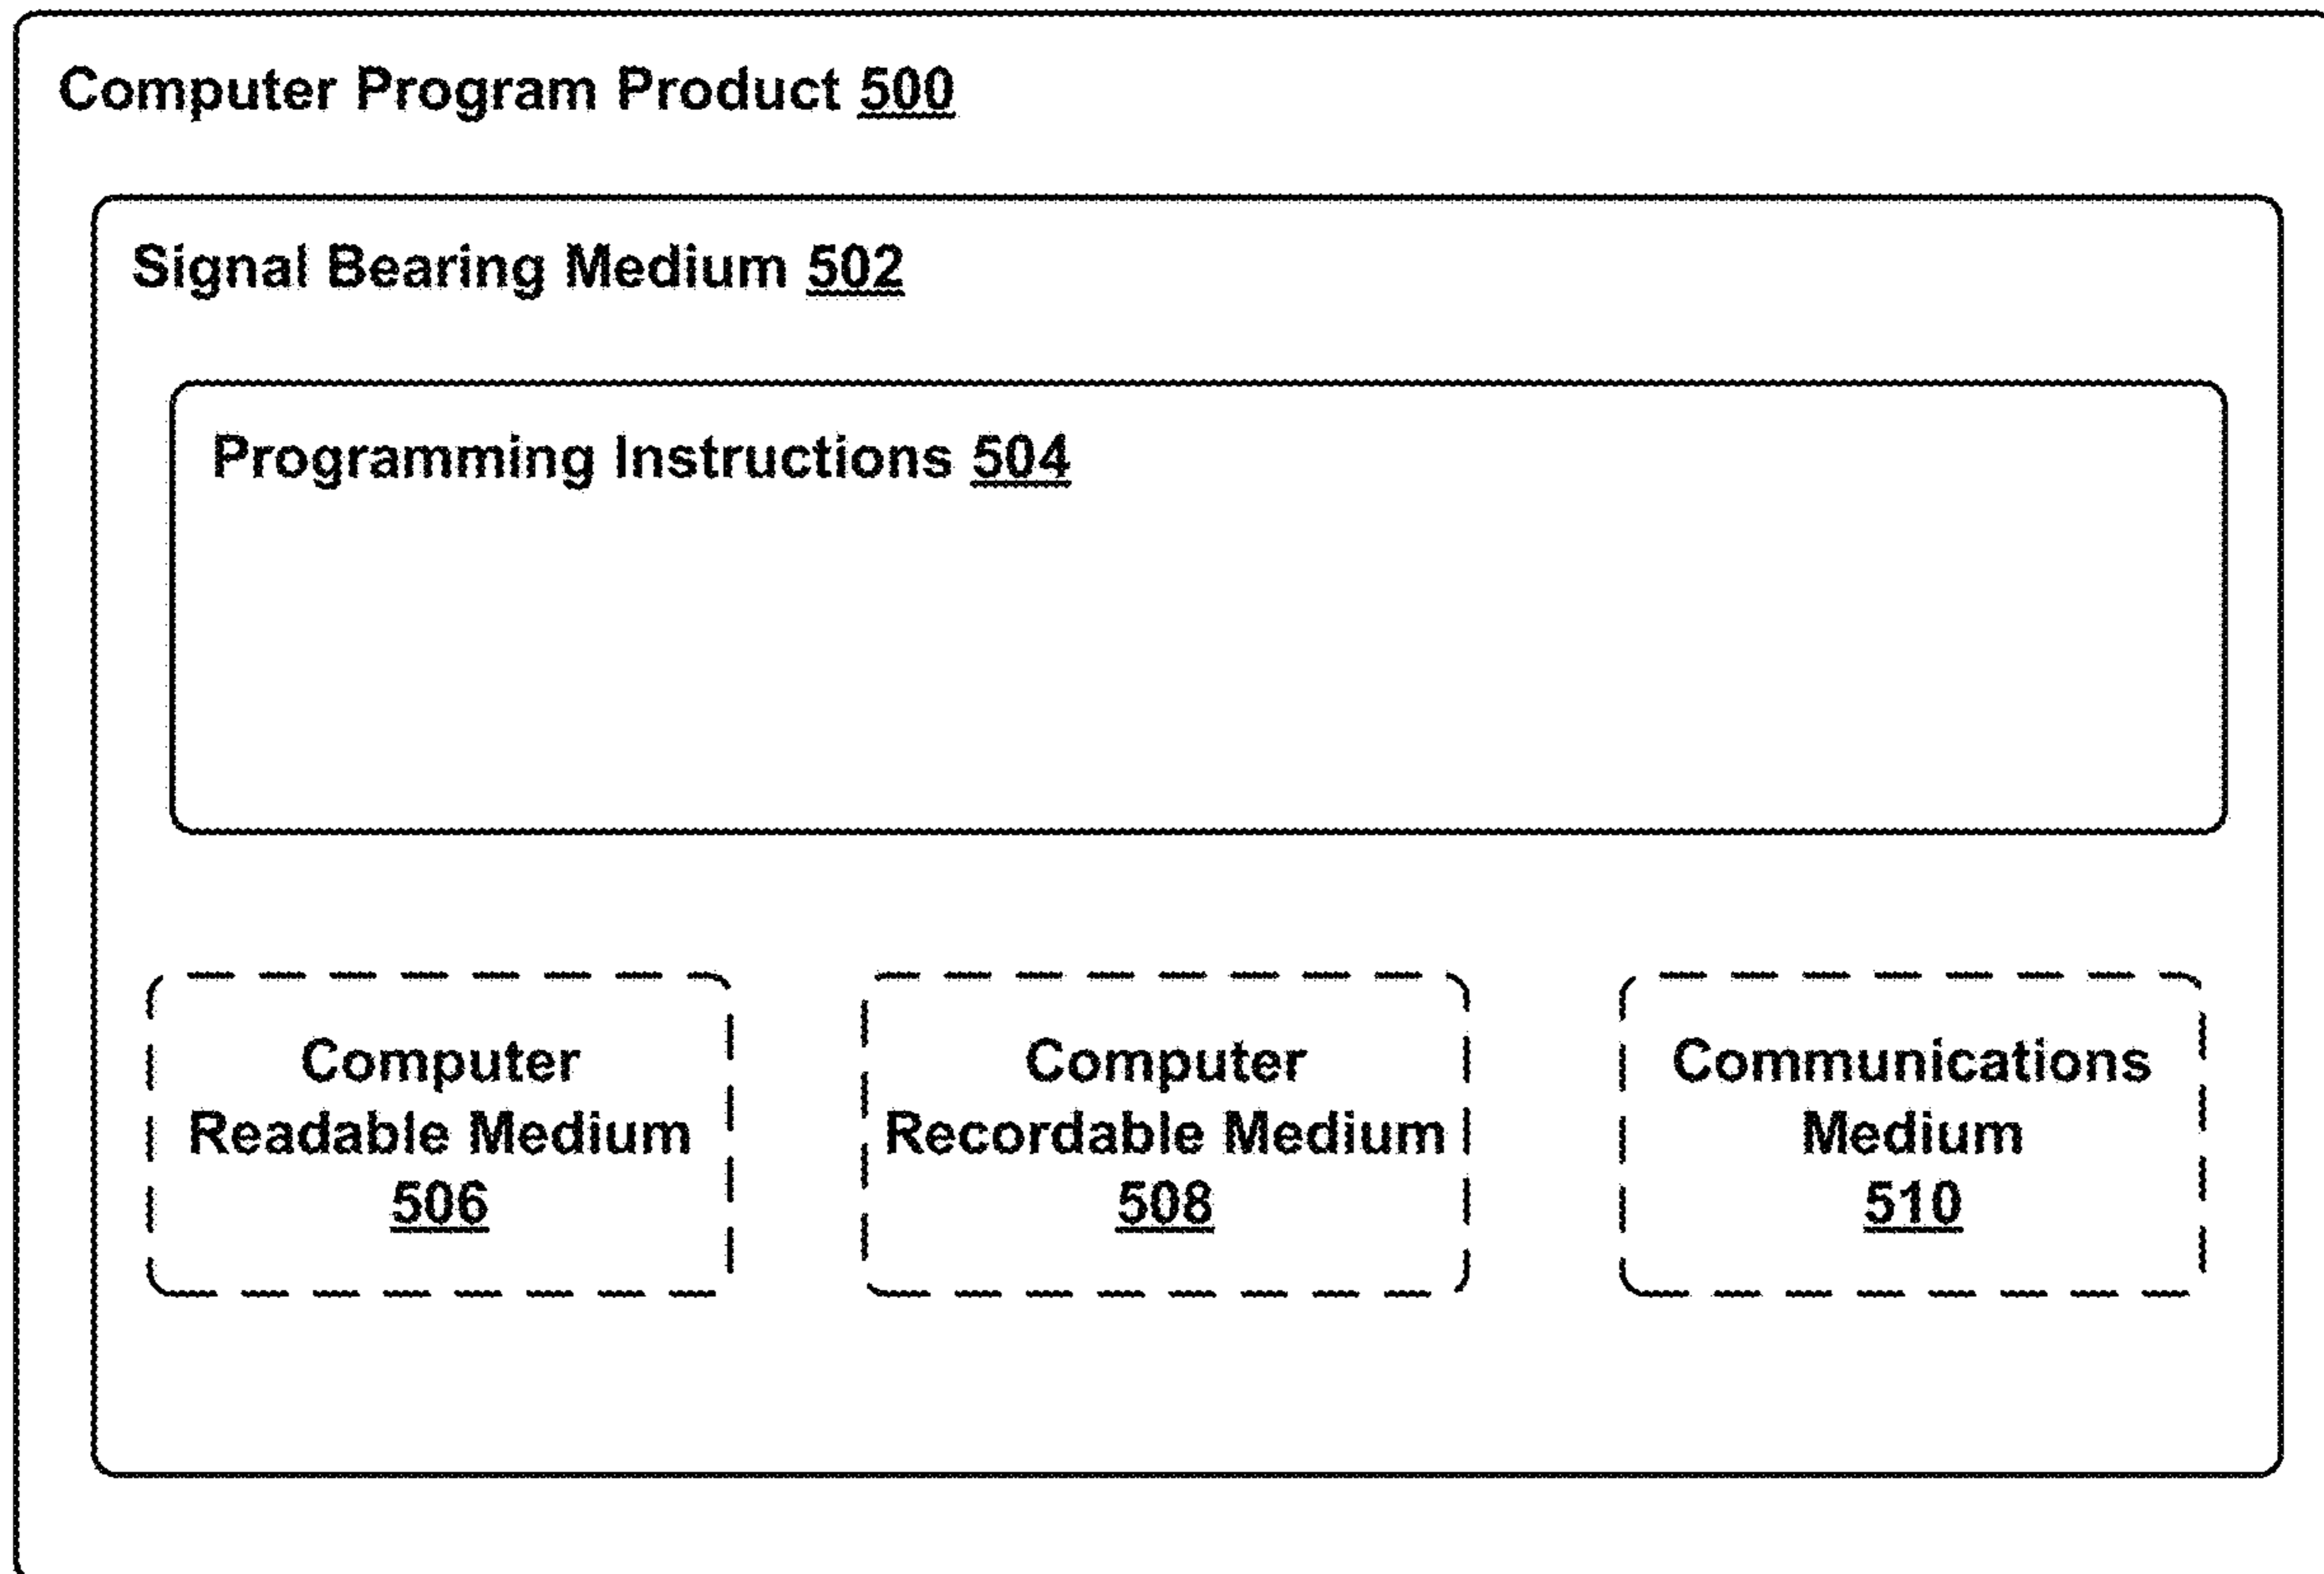 Computer Program Product 500
Signal Bearing Medium 502
Programming Instructions 504
Computer
Readable Medium
506
Computer
Recordable Medium
508
Communications
Medium
510